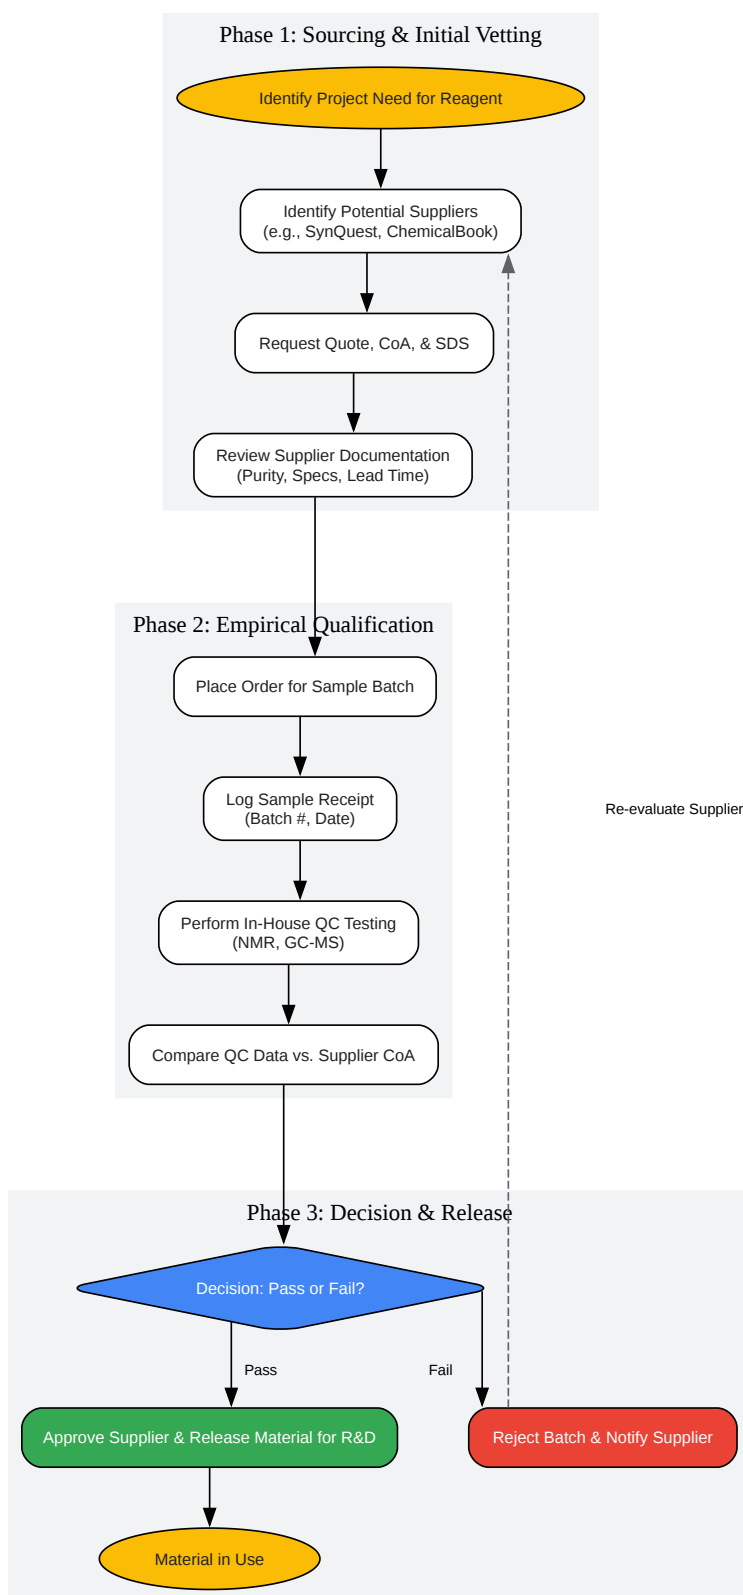 Phase 1: Sourcing & Initial Vetting
Identify Project Need for Reagent
Identify Potential Suppliers
(e.g., SynQuest, ChemicalBook)
Request Quote, CoA, & SDS
Review Supplier Documentation
(Purity, Specs, Lead Time)
Phase 2: Empirical Qualification
Place Order for Sample Batch
Log Sample Receipt
(Batch #, Date)
Re-evaluate Supplier
Perform In-House QC Testing
(NMR, GC-MS)
Compare QC Data vs. Supplier CoA
Phase 3: Decision & Release
Decision: Pass or Fail?
Pass
Fail
Approve Supplier & Release Material for R&D
Reject Batch & Notify Supplier
Material in Use